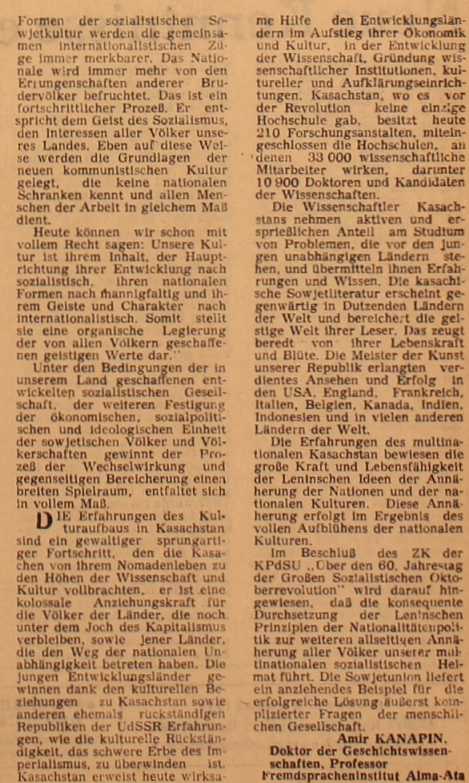 Formen der sozialistischen So-
wjetkultur werden die gemeinsa-
men internationalistischen Zü-
ge immer merkbarer. Das Natio-
nale wird immer mehr von den
Errungenschaften anderer Bru-
dervölker befruchtet. Das ist ein
fortschrittlicher Prozeß. Er ent-
spricht dem Geist des Sozialismus,
den Interessen aller Völker unse-
res Landes. Eben auf diese Wei-
se werden die Grundlagen der
neuen kommunistischen Kultur
gelegt, die keine nationalen
Schranken kennt und allen Men-
schen der Arbeit in gleichem Maß
dient.
Heute können wir schon mit
vollem Recht sagen: Unsere Kul-
tur ist ihrem Inhalt, der Haupt-
richtung ihrer Entwicklung nach
sozialistisch, ihren nationalen
Formen nach mannigfaltig und ih-
rem Geiste und Charakter nach
internationalistisch. Somit stellt
sie eine organische Legierung
der von allen Völkern geschaffe-
nen geistigen Werte dar."
Unter den Bedingungen der in
unserem Land geschaffenen ent-
wickelten sozialistischen Gesell-
schaft, der weiteren Festigung
der ökonomischen, sozialpoliti-
schen und ideologischen Einheit
der sowjetischen Völker und Völ-
kerschaften gewinnt der Pro-
zeß der Wechselwirkung und
gegenseitigen Bereicherung einen
breiten Spielraum, entfaltet sich
in vollem Maß.
DIE Erfahrungen des Kul-
turaufbaus in Kasachstan
sind ein gewaltiger sprungarti-
ger Fortschritt, den die Kasa-
chen von ihrem Nomadenleben zu
den Höhen der Wissenschaft und
Kultur vollbrachten, er ist eine
kolossale Anziehungskraft für
die Völker der Länder, die noch
unter dem Joch des Kapitalismus
verbleiben, sowie jener Länder,
die den Weg der nationalen Un-
abhängigkeit betreten haben. Die
jungen Entwicklungsländer ge-
winnen dank den kulturellen Be-
ziehungen zu Kasachstan sowie
anderen ehemals rückständigen
Republiken der UdSSR Erfahrun-
gen, wie die kulturelle Rückstän-
digkeit, das schwere Erbe des Im-
perialismus, zu überwinden ist.
Kasachstan erweist heute wirksa-
me Hilfe den Entwicklungslän-
dern im Aufstieg ihrer Ökonomik
und Kultur, in der Entwicklung
der Wissenschaft, Gründung wis-
senschaftlicher Institutionen, kul-
tureller und Aufklärungseinrich-
tungen. Kasachstan, wo es vor
der Revolution keine einzige
Hochschule gab, besitzt heute
210 Forschungsanstalten, mitein-
geschlossen die Hochschulen, an
denen 33 000 wissenschaftliche
Mitarbeiter wirken, darunter
10 900 Doktoren und Kandidaten
der Wissenschaften.
Die Wissenschaftler Kasach-
stans nehmen aktiven und er-
sprießlichen Anteil am Studium
von Problemen, die vor den jun-
gen unabhängigen Ländern ste-
hen, und übermitteln ihnen Erfah-
rungen und Wissen. Die kasachi-
sche Sowjetliteratur erscheint ge-
genwärtig in Dutzenden Ländern
der Welt und bereichert die gei-
stige Welt ihrer Leser. Das zeugt
beredt von ihrer Lebenskraft
und Blüte. Die Meister der Kunst
unserer Republik erlangten ver-
dientes Ansehen und Erfolg in
den USA, England, Frankreich,
Italien, Belgien, Kanada, Indien,
Indonesien und in vielen anderen
Ländern der Welt.
Die Erfahrungen des multina-
tionalen Kasachstan bewiesen die
große Kraft und Lebensfähigkeit
der Leninschen Ideen der Annä-
herung der Nationen und der na-
tionalen Kulturen. Diese Annä-
herung erfolgt im Ergebnis des
vollen Aufblühens der nationalen
Kulturen.
Im Beschluß des ZK der
KPdSU „Über den 60. Jahrestag
der Großen Sozialistischen Okto-
berrevolution" wird darauf hin-
gewiesen, daß die konsequente
Durchsetzung der Leninschen
Prinzipien der Nationalitätenpoli-
tik zur weiteren allseitigen Annä-
herung aller Völker unserer mul-
tinationalen sozialistischen Hei-
mat führt. Die Sowjetunion liefert
ein anziehendes Beispiel für die
erfolgreiche Lösung äußerst kom-
plizierter Fragen der menschli-
chen Gesellschaft.
Amir KANAPIN,
Doktor der Geschichtswissen-
schaften, Professor
Fremdspracheninstitut Alma-Ata